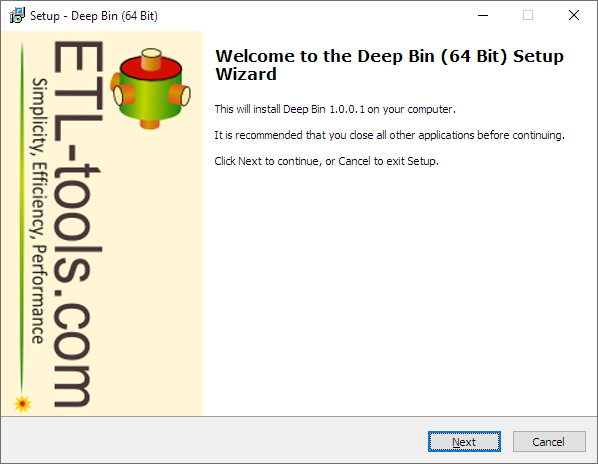 Setup - Deep Bin (64 Bit)
ETL-tools.com
Simplicity, Efficiency, Performance
Welcome to the Deep Bin (64 Bit) Setup
Wizard
This will install Deep Bin 1.0.0.1 on your computer.
It is recommended that you close all other applications before continuing.
Click Next to continue, or Cancel to exit Setup.
Next
Cancel